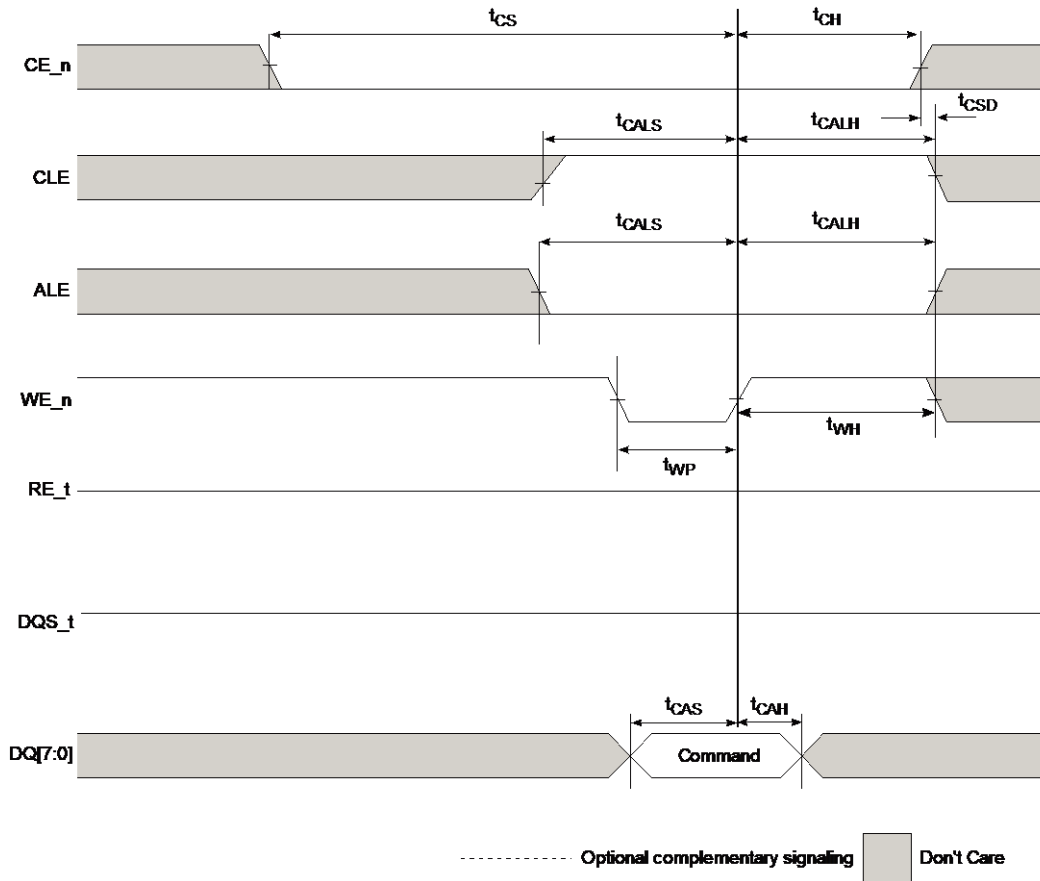 tCS tCH
CE_n
tCSD
tCALS tCALH
CLE
tCALS tCALH
ALE
WE_n
tWH
tWP
RE_t
DQS_t
tCAS tCAH
DQ[7:0] Command
Optional complementary signaling Don't Care